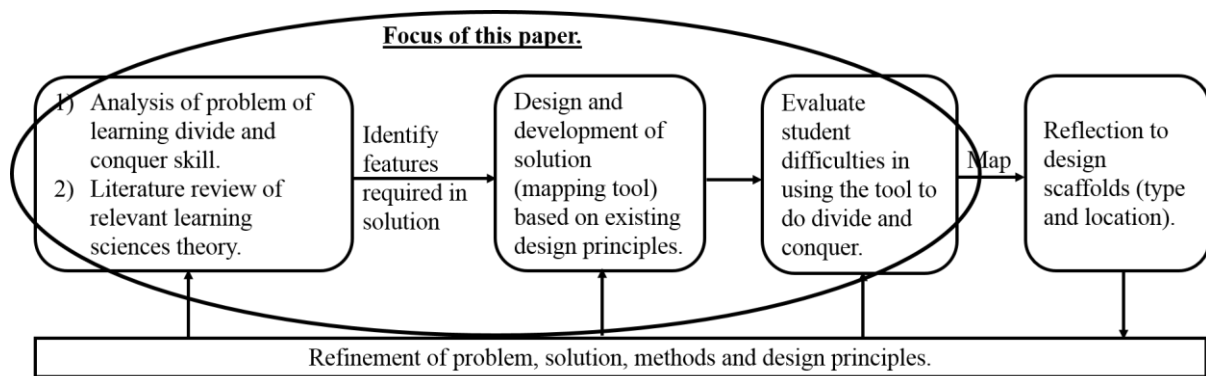 Focus of this paper.
1) Analysis of problem of
learning divide and
conquer skill.
2) Literature review of
relevant learning
sciences theory.
Identify
features
required in
solution
Design and
development of
solution
(mapping tool)
based on existing
design principles.
Evaluate
student
difficulties in
using the tool to
do divide and
conquer.
Map
Reflection to
design
scaffolds (type
and location).
Refinement of problem, solution, methods and design principles.